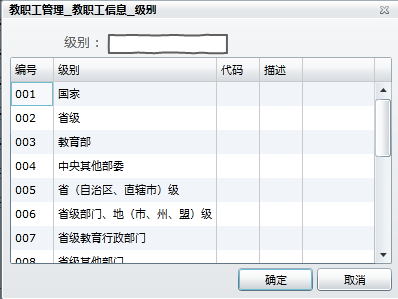 教职工管理_教职工信息_级别
级别：
编号 级别 代码 描述
001 国家
002 省级
003 教育部
004 中央其他部委
005 省（自治区、直辖市）级
006 省级部门、地（市、州、盟）级
007 省级教育行政部门
008 省级其他部门
确定 取消